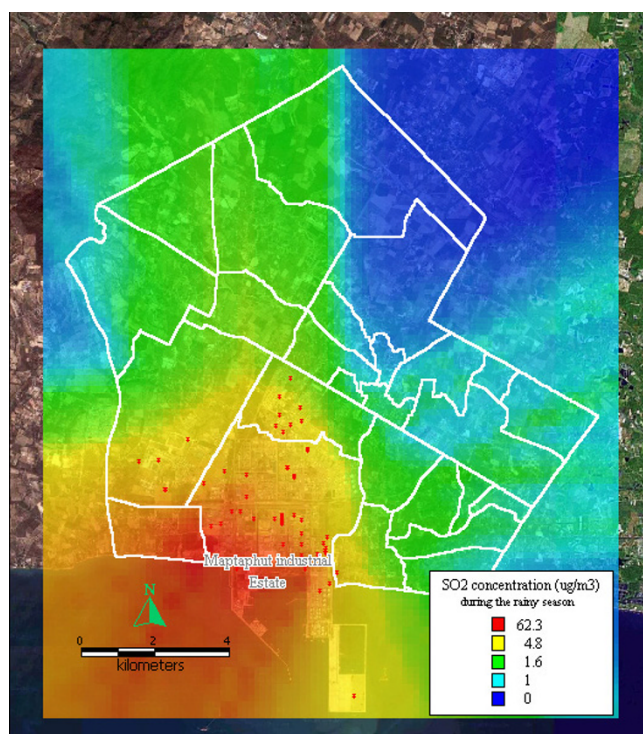 Maptaphut industrial
Estate
N
0 2 4
kilometers
SO2 concentration (ug/m3)
during the rainy season
62.3
4.8
1.6
1
0